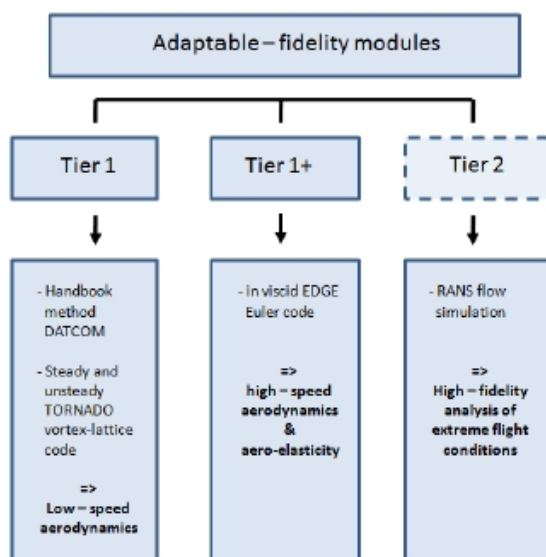 Adaptable – fidelity modules
Tier 1
Tier 1+
Tier 2
- Handbook
method
DATCOM
- Steady and
unsteady
TORNADO
vortex-lattice
code
=>
Low – speed
aerodynamics
- in viscid EDGE
Euler code
=>
high – speed
aerodynamics
&
aero-elasticity
- RANS flow
simulation
=>
High – fidelity
analysis of
extreme flight
conditions